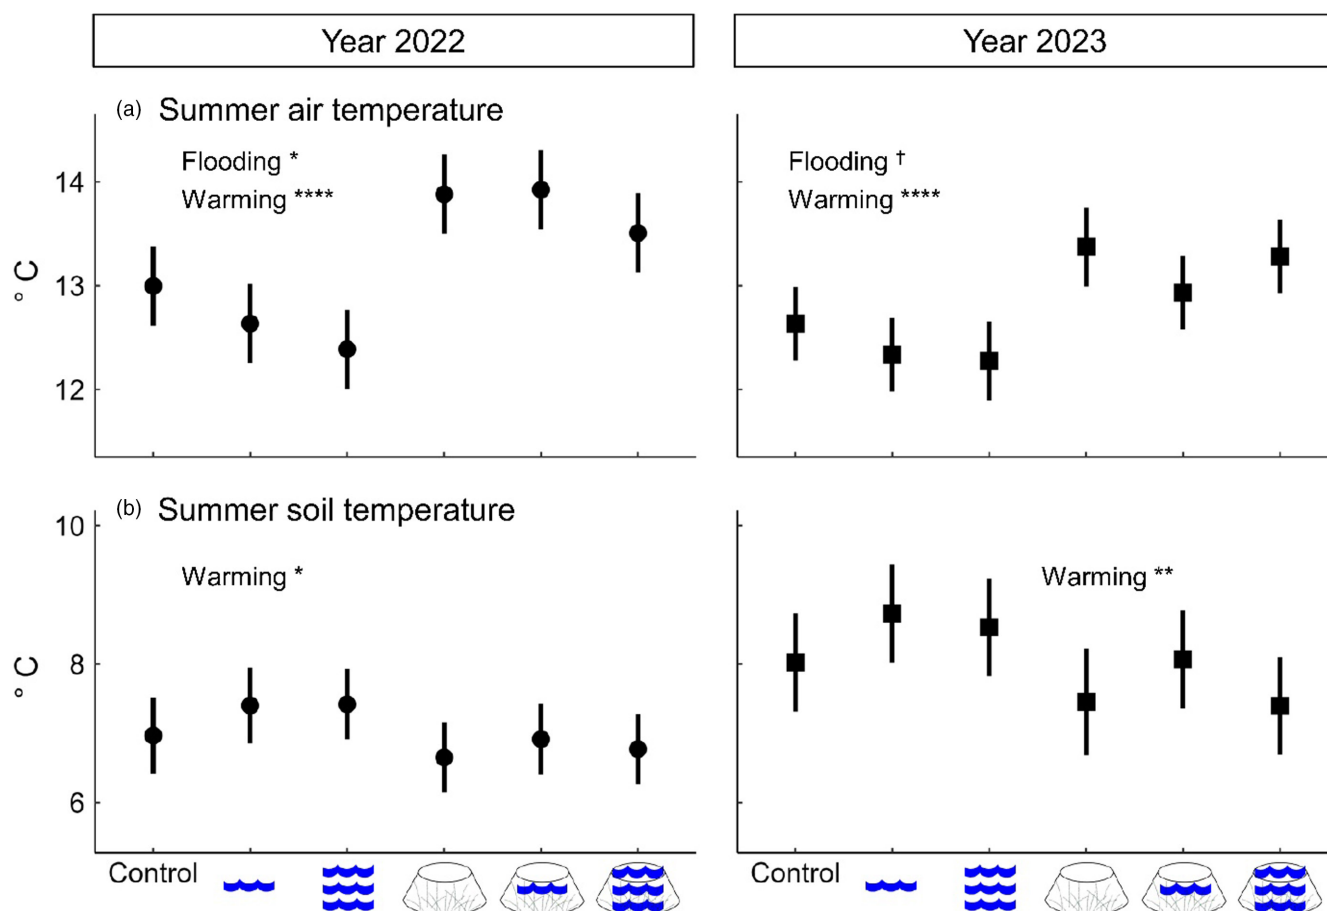 Year 2022
Year 2023
(a) Summer air temperature
Flooding *
Warming ****
Flooding †
Warming ****
° C
14
13
12
(b) Summer soil temperature
Warming *
Warming **
° C
10
8
6
Control
Control